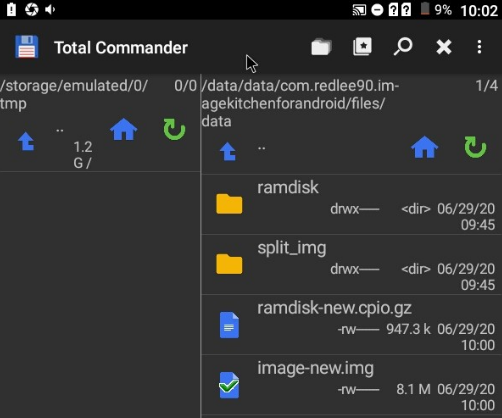 9% 10:02
Total Commander
/storage/emulated/0/ 0/0
tmp
..
1.2
G /
/data/data/com.redlee90.im- 1/4
agekitchenforandroid/files/
data
..
ramdisk
drwx── <dir> 06/29/20
09:45
split_img
drwx── <dir> 06/29/20
09:45
ramdisk-new.cpio.gz
-rw── 947.3 k 06/29/20
10:00
image-new.img
-rw── 8.1 M 06/29/20
10:00